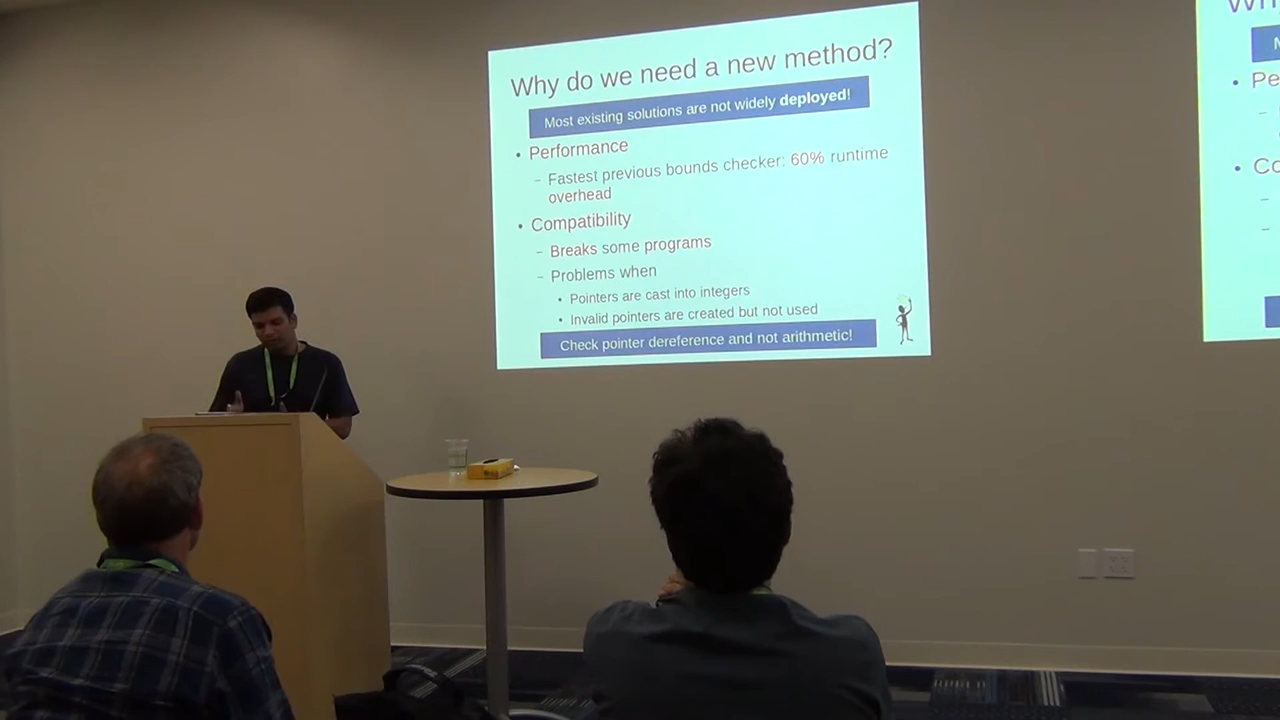 Why do we need a new method?
Most existing solutions are not widely deployed!
• Performance
– Fastest previous bounds checker: 60% runtime
overhead
• Compatibility
– Breaks some programs
– Problems when
• Pointers are cast into integers
• Invalid pointers are created but not used
Check pointer dereference and not arithmetic!